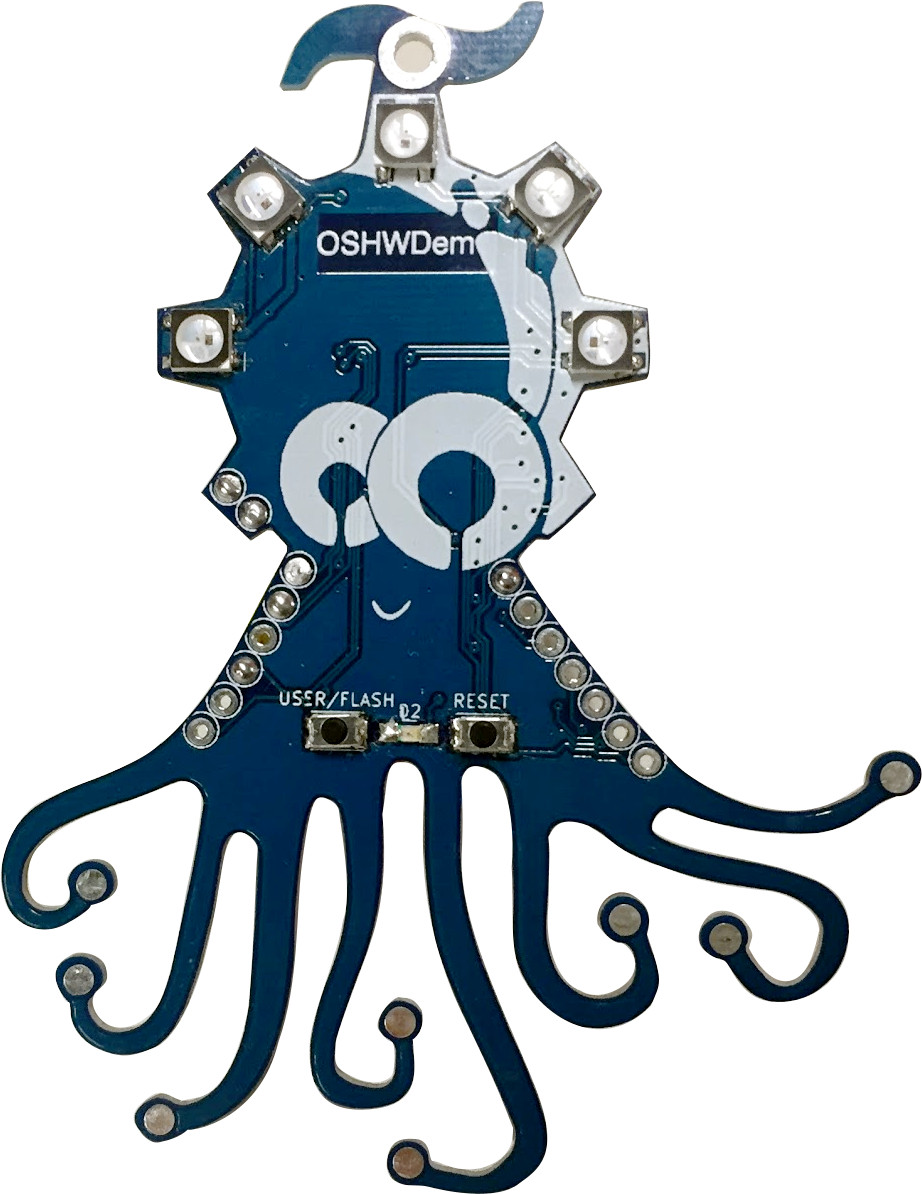 OSHWDem
USER/FLASH
D2
RESET